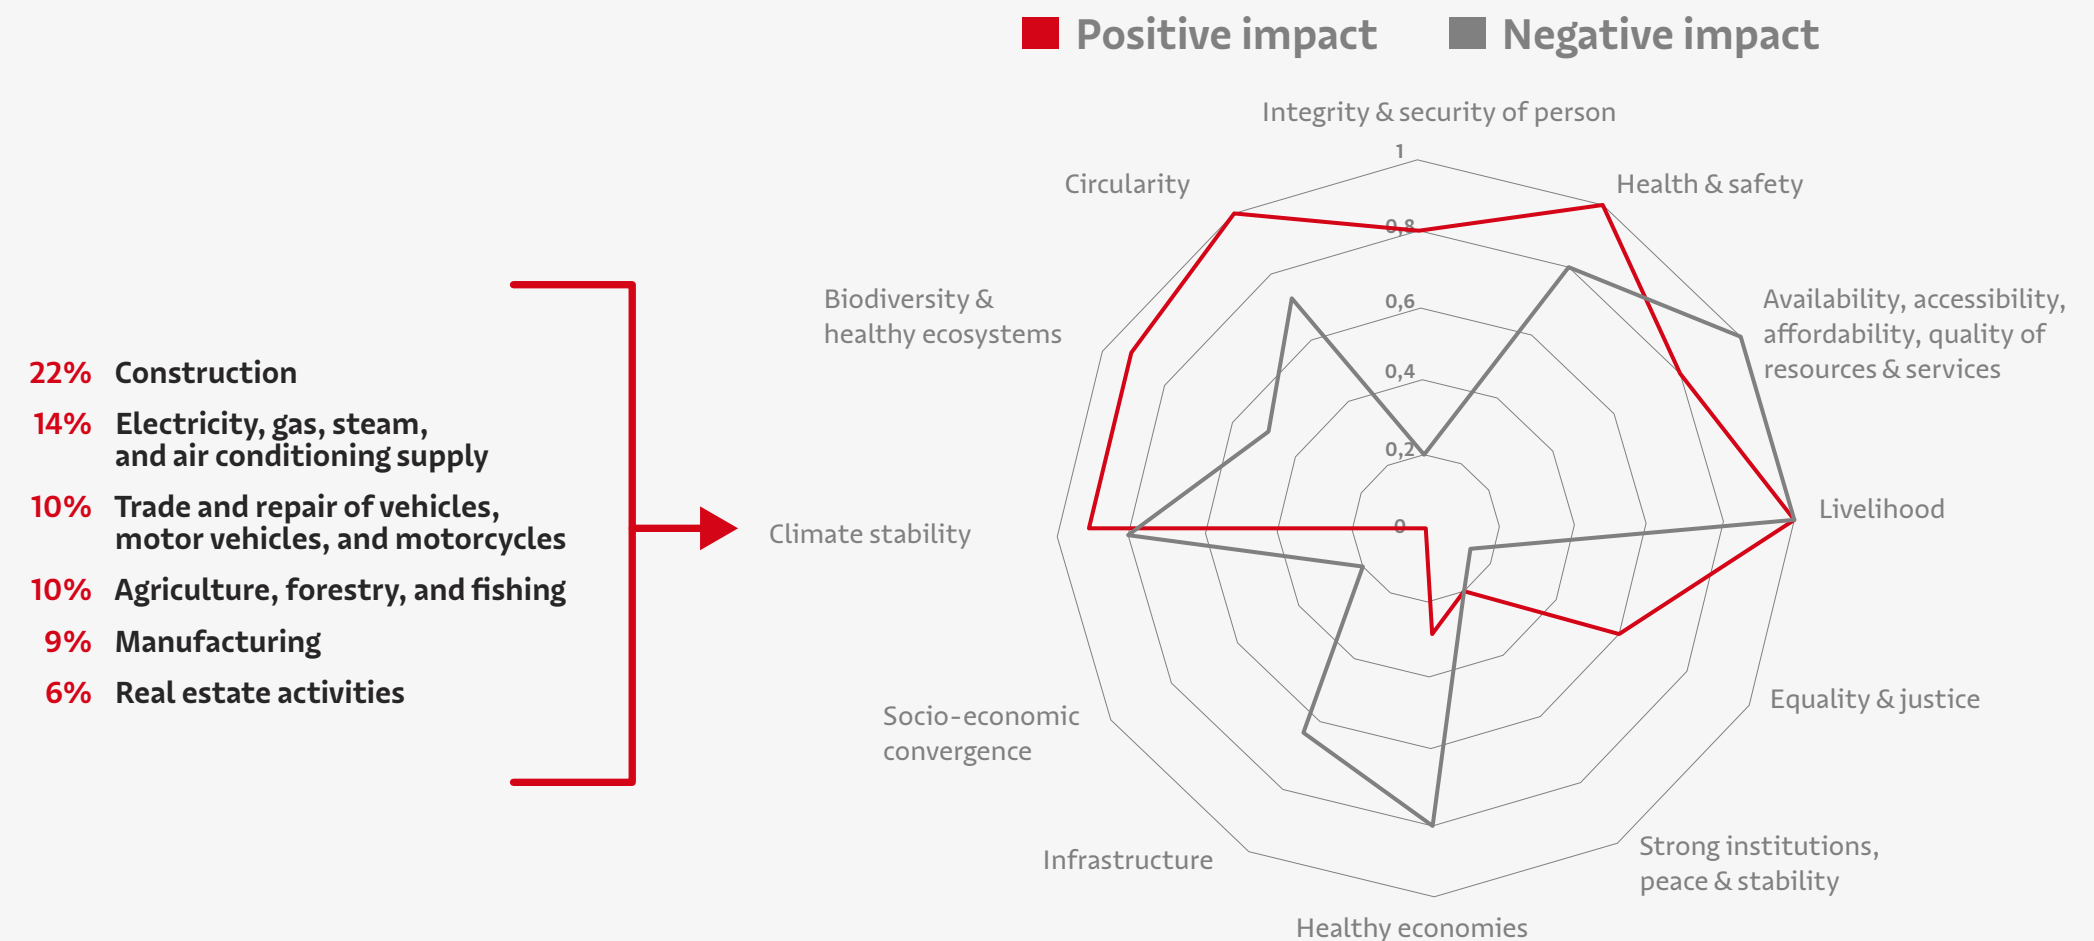 Positive impact
Negative impact
22% Construction
14% Electricity, gas, steam,
and air conditioning supply
10% Trade and repair of vehicles,
motor vehicles, and motorcycles
10% Agriculture, forestry, and fishing
9% Manufacturing
6% Real estate activities
Integrity & security of person
Health & safety
Availability, accessibility,
affordability, quality of
resources & services
Livelihood
Equality & justice
Strong institutions,
peace & stability
Healthy economies
Infrastructure
Socio-economic
convergence
Climate stability
Biodiversity &
healthy ecosystems
Circularity
1
0,8
0,6
0,4
0,2
0